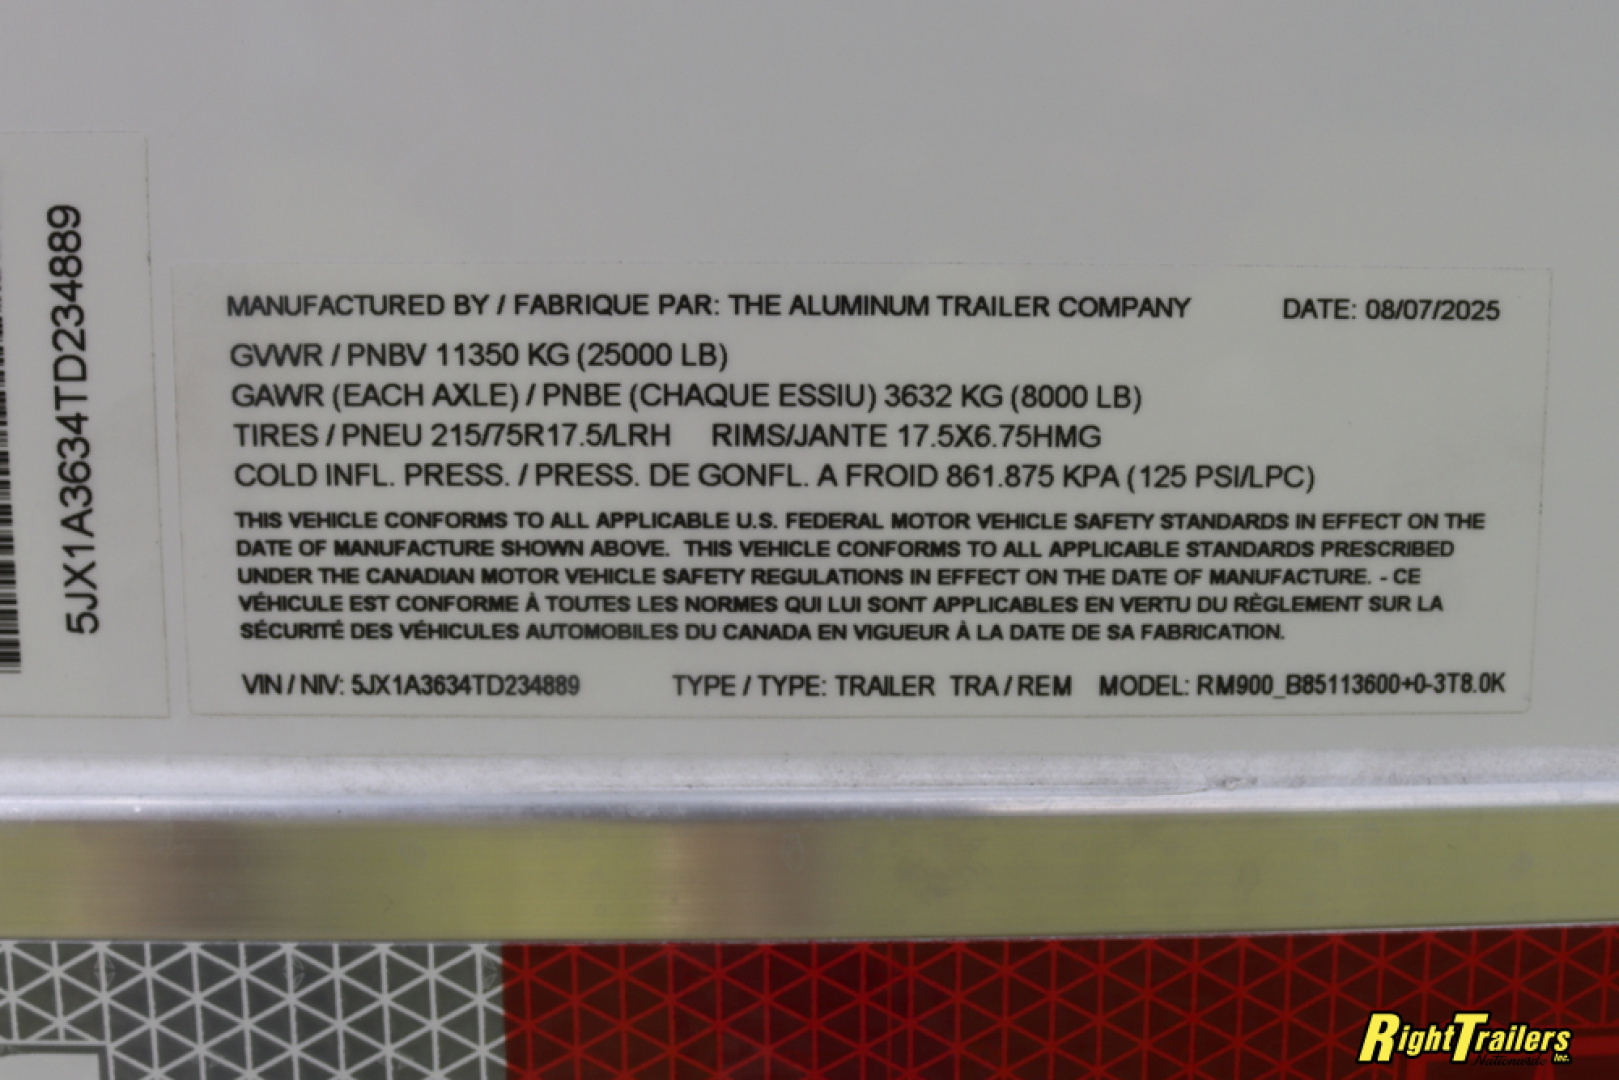 5JX1A3634TD234889
MANUFACTURED BY / FABRIQUE PAR: THE ALUMINUM TRAILER COMPANY DATE: 08/07/2025
GVWR / PNBV 11350 KG (25000 LB)
GAWR (EACH AXLE) / PNBE (CHAQUE ESSIU) 3632 KG (8000 LB)
TIRES / PNEU 215/75R17.5/LRH RIMS/JANTE 17.5X6.75HMG
COLD INFL. PRESS. / PRESS. DE GONFL. A FROID 861.875 KPA (125 PSI/LPC)
THIS VEHICLE CONFORMS TO ALL APPLICABLE U.S. FEDERAL MOTOR VEHICLE SAFETY STANDARDS IN EFFECT ON THE
DATE OF MANUFACTURE SHOWN ABOVE. THIS VEHICLE CONFORMS TO ALL APPLICABLE STANDARDS PRESCRIBED
UNDER THE CANADIAN MOTOR VEHICLE SAFETY REGULATIONS IN EFFECT ON THE DATE OF MANUFACTURE. - CE
VÉHICULE EST CONFORME À TOUTES LES NORMES QUI LUI SONT APPLICABLES EN VERTU DU RÈGLEMENT SUR LA
SÉCURITÉ DES VÉHICULES AUTOMOBILES DU CANADA EN VIGUEUR À LA DATE DE SA FABRICATION.
VIN / NIV: 5JX1A3634TD234889 TYPE / TYPE: TRAILER TRA / REM MODEL: RM900_B85113600+0-3T8.0K
RightTrailers
Nationwide Inc.